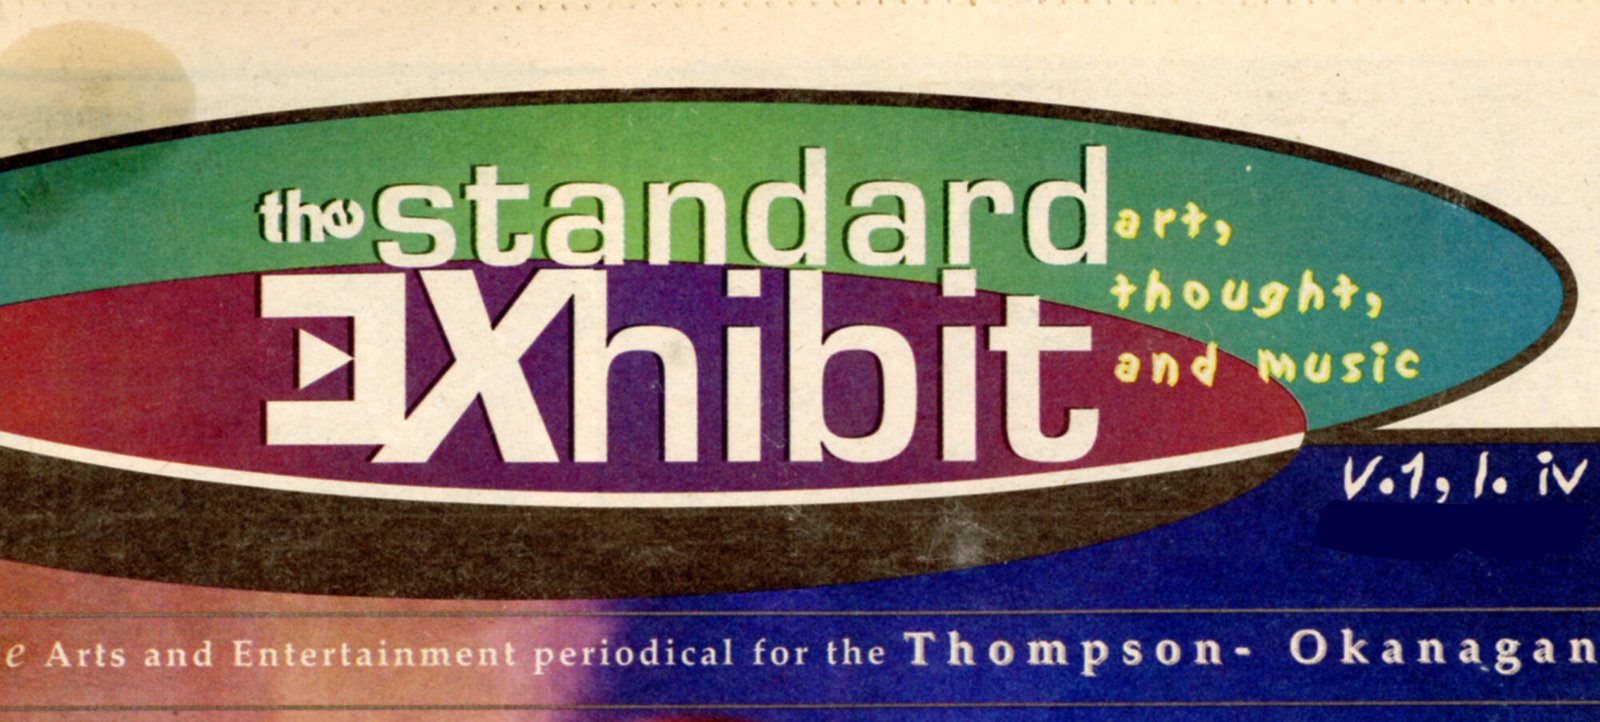 the standard
EXhibit
art,
thought,
and music
v.1, I. iv
e Arts and Entertainment periodical for the Thompson- Okanagan